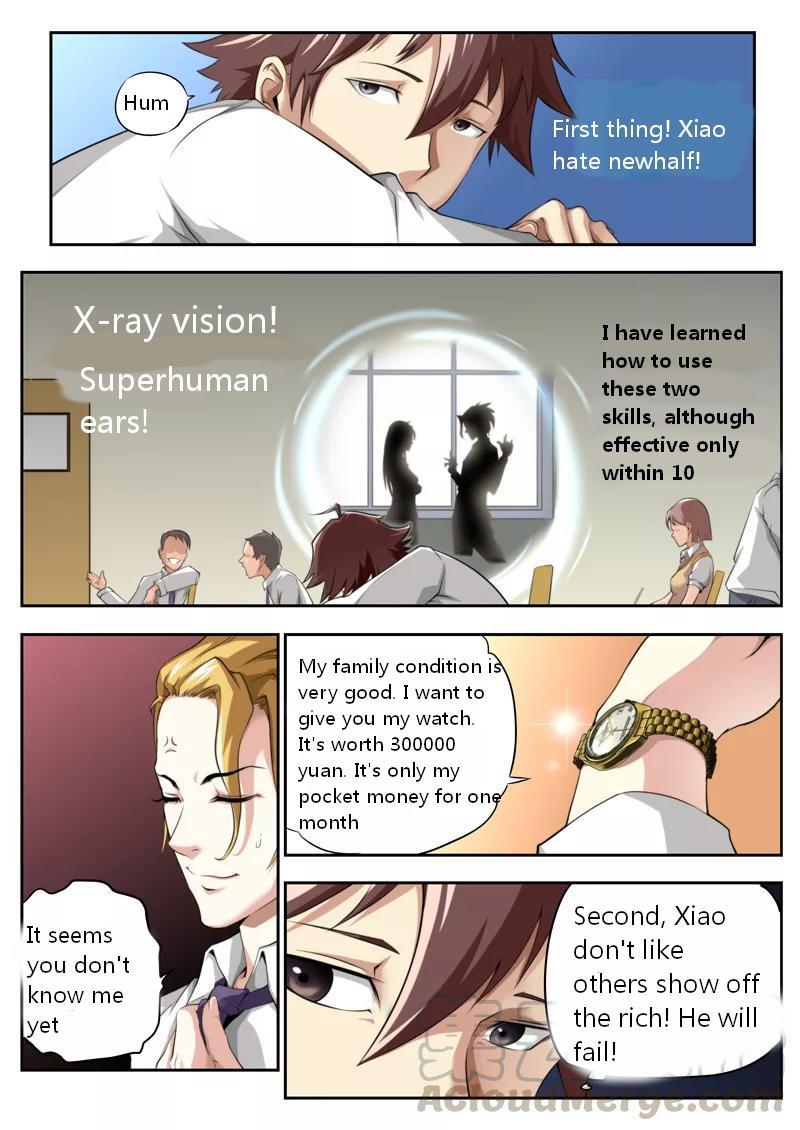 Hum
First thing! Xiao
hate newhalf!
X-ray vision!
Superhuman
ears!
I have learned
how to use
these two
skills, although
effective only
within 10
My family condition is
very good. I want to
give you my watch.
It's worth 300000
yuan. It's only my
pocket money for one
month
It seems
you don't
know me
yet
Second, Xiao
don't like
others show off
the rich! He will
fail!
AcloudMerge.com